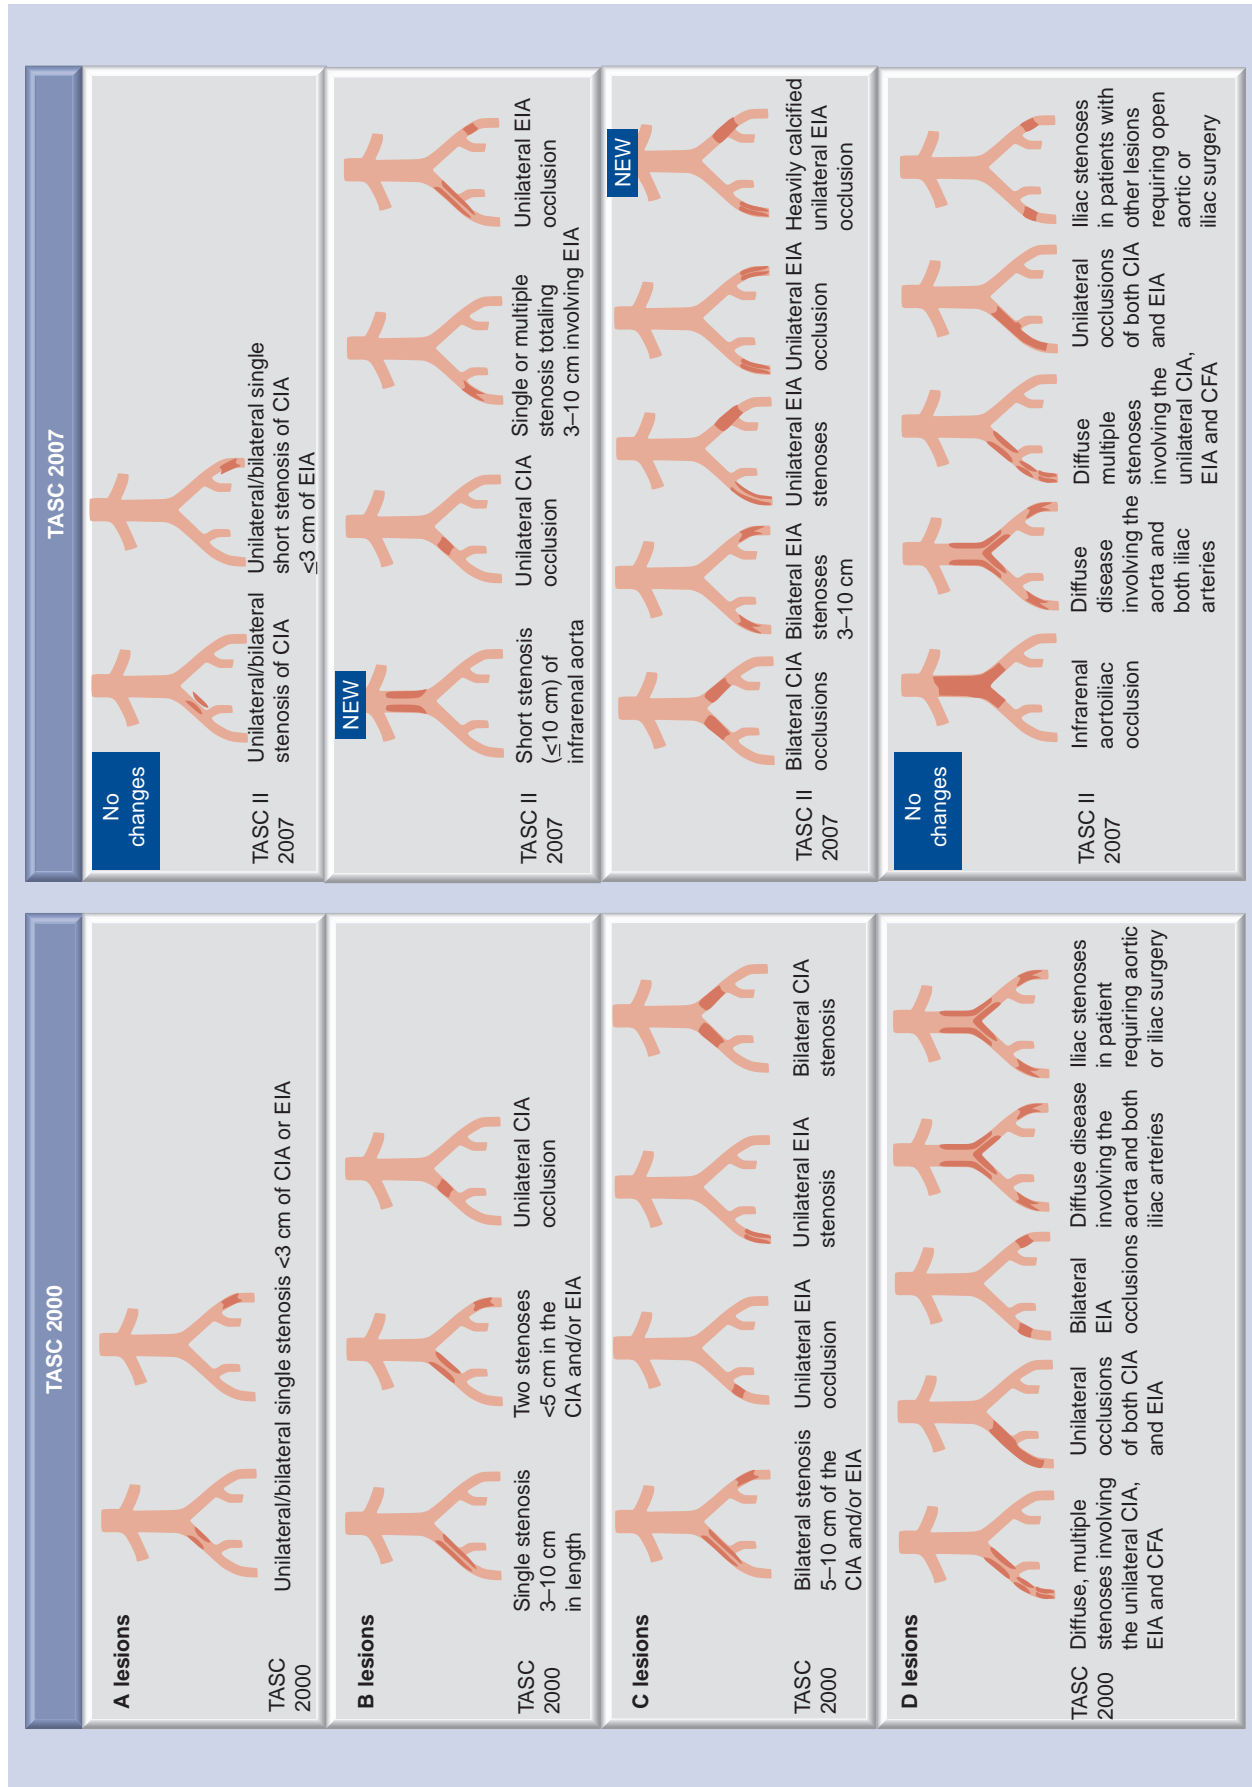 TASC 2000
A lesions
TASC
2000
Unilateral/bilateral single stenosis <3 cm of CIA or EIA
B lesions
TASC
2000
Single stenosis
3–10 cm
in length
Two stenoses
<5 cm in the
CIA and/or EIA
Unilateral CIA
occlusion
C lesions
TASC
2000
Bilateral stenosis
5–10 cm of the
CIA and/or EIA
Unilateral EIA
occlusion
Unilateral EIA
stenosis
Bilateral CIA
stenosis
D lesions
TASC
2000
Diffuse, multiple
stenoses involving
the unilateral CIA,
EIA and CFA
Unilateral
occlusions
of both CIA
and EIA
Bilateral
EIA
occlusions
Diffuse disease
involving the
aorta and both
iliac arteries
Iliac stenoses
in patient
requiring aortic
or iliac surgery
TASC 2007
No
changes
TASC II
2007
Unilateral/bilateral
stenosis of CIA
Unilateral/bilateral single
short stenosis of CIA
≤3 cm of EIA
NEW
TASC II
2007
Short stenosis
(≤10 cm) of
infrarenal aorta
Unilateral CIA
occlusion
Single or multiple
stenosis totaling
3–10 cm involving EIA
Unilateral EIA
occlusion
NEW
TASC II
2007
Bilateral CIA
occlusions
Bilateral EIA
stenoses
3–10 cm
Unilateral EIA
stenoses
Unilateral EIA
occlusion
Heavily calcified
unilateral EIA
occlusion
No
changes
TASC II
2007
Infrarenal
aortoiliac
occlusion
Diffuse
disease
involving the
aorta and
both iliac
arteries
Diffuse
multiple
stenoses
involving the
unilateral CIA,
EIA and CFA
Unilateral
occlusions
of both CIA
and EIA
Iliac stenoses
in patients with
other lesions
requiring open
aortic or
iliac surgery